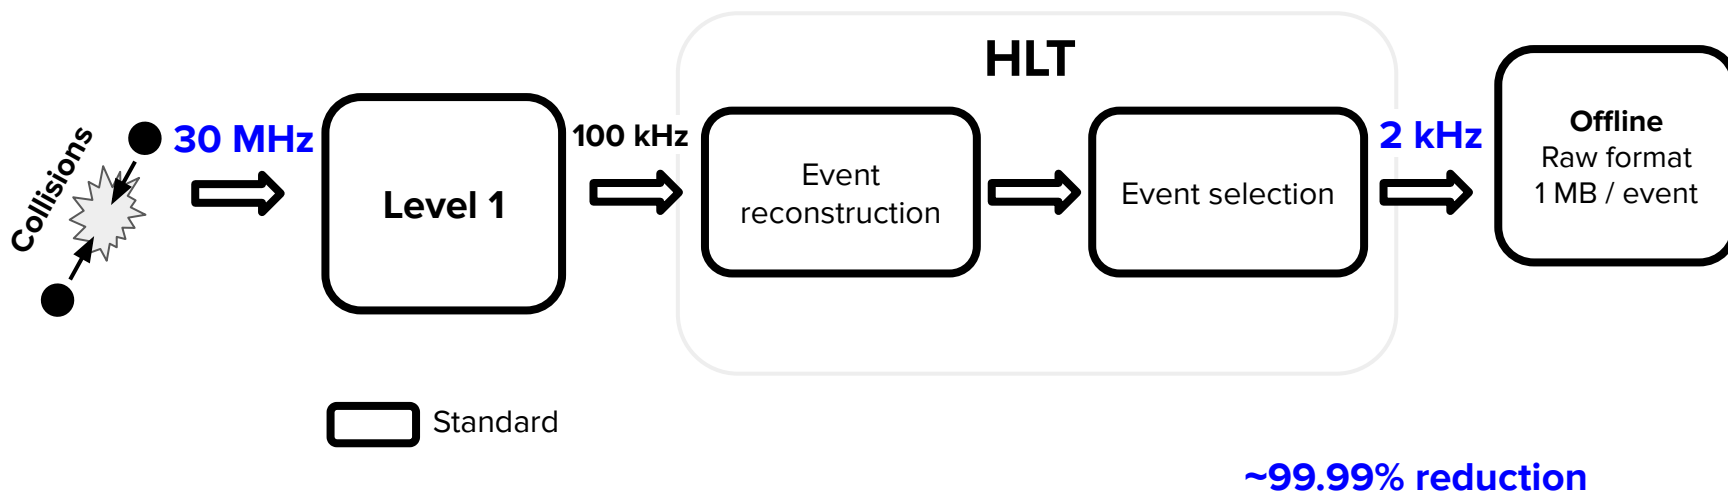 HLT
Collisions
30 MHz
Level 1
100 kHz
Event
reconstruction
Event selection
2 kHz
Offline
Raw format
1 MB / event
Standard
~99.99% reduction